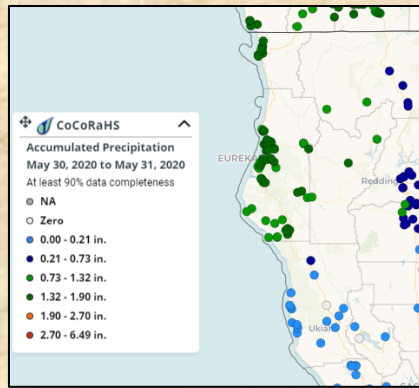 CoCoRaHS
Accumulated Precipitation
May 30, 2020 to May 31, 2020
At least 90% data completeness
NA
Zero
0.00 - 0.21 in.
0.21 - 0.73 in.
0.73 - 1.32 in.
1.32 - 1.90 in.
1.90 - 2.70 in.
2.70 - 6.49 in.
EUREKA
Redding
Ukiah